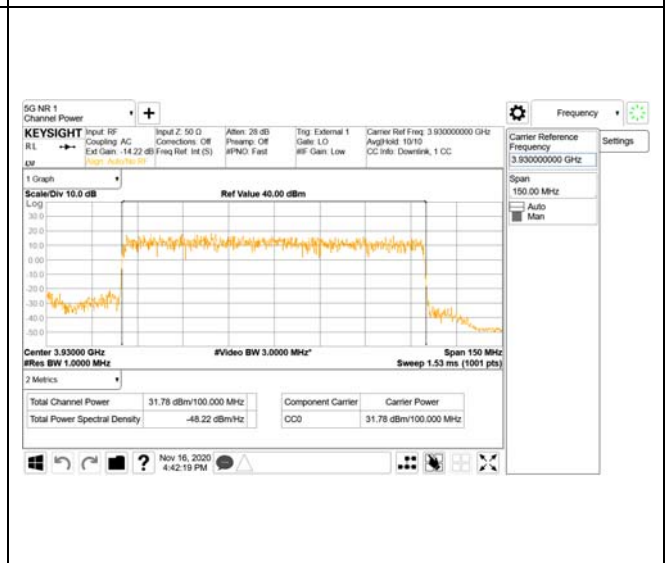 5G NR 1
Channel Power
Frequency
KEYSIGHT
RL
Input: RF
Coupling: AC
Ext Gain: -14.22 dB
Align: Auto/No RF
Input Z: 50 Ω
Corrections: Off
Freq Ref: Int (S)
Atten: 28 dB
Preamp: Off
#PNO: Fast
Trig: External 1
Gate: LO
#IF Gain: Low
Carrier Ref Freq: 3.930000000 GHz
Avg|Hold: 10/10
CC Info: Downlink, 1 CC
Carrier Reference
Frequency
3.930000000 GHz
Settings
Span
150.00 MHz
Auto
Man
1 Graph
Scale/Div 10.0 dB
Ref Value 40.00 dBm
Log
30.0
20.0
10.0
0.00
-10.0
-20.0
-30.0
-40.0
-50.0
Center 3.93000 GHz
#Video BW 3.0000 MHz*
Span 150 MHz
#Res BW 1.0000 MHz
Sweep 1.53 ms (1001 pts)
2 Metrics
Total Channel Power 31.78 dBm/100.000 MHz
Total Power Spectral Density -48.22 dBm/Hz
Component Carrier Carrier Power
CC0 31.78 dBm/100.000 MHz
Nov 16, 2020
4:42:19 PM